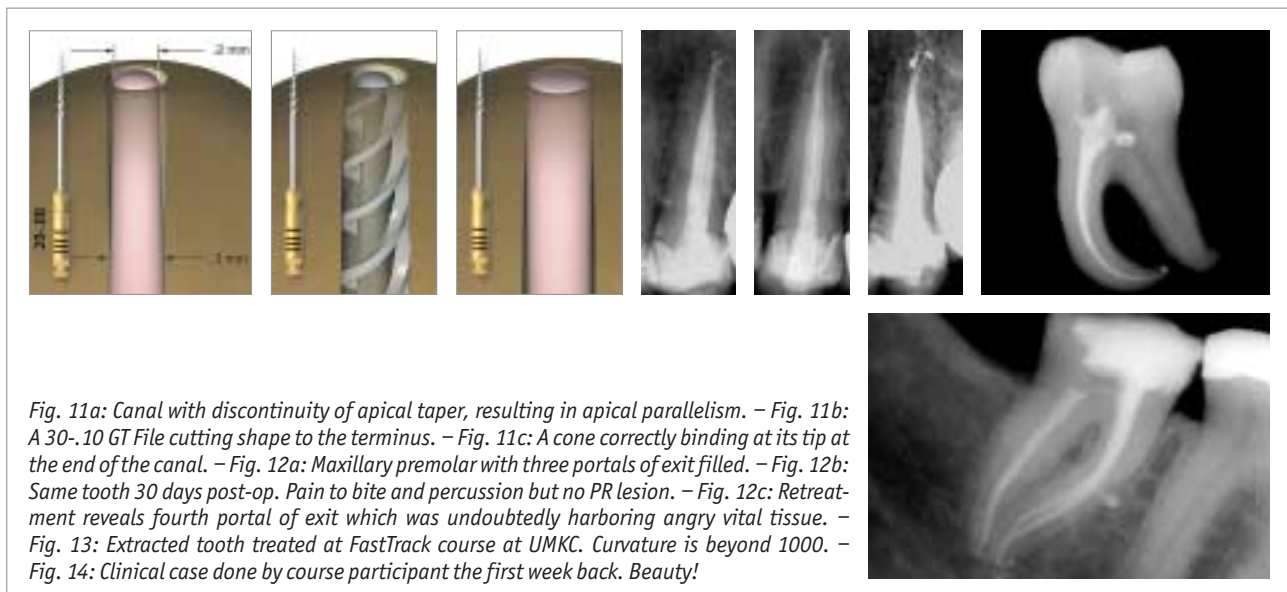 .2 mm
.3 mm
Fig. 11a: Canal with discontinuity of apical taper, resulting in apical parallelism. – Fig. 11b:
A 30-.10 GT File cutting shape to the terminus. – Fig. 11c: A cone correctly binding at its tip at
the end of the canal. – Fig. 12a: Maxillary premolar with three portals of exit filled. – Fig. 12b:
Same tooth 30 days post-op. Pain to bite and percussion but no PR lesion. – Fig. 12c: Retreat-
ment reveals fourth portal of exit which was undoubtedly harboring angry vital tissue. –
Fig. 13: Extracted tooth treated at FastTrack course at UMKC. Curvature is beyond 1000. –
Fig. 14: Clinical case done by course participant the first week back. Beauty!